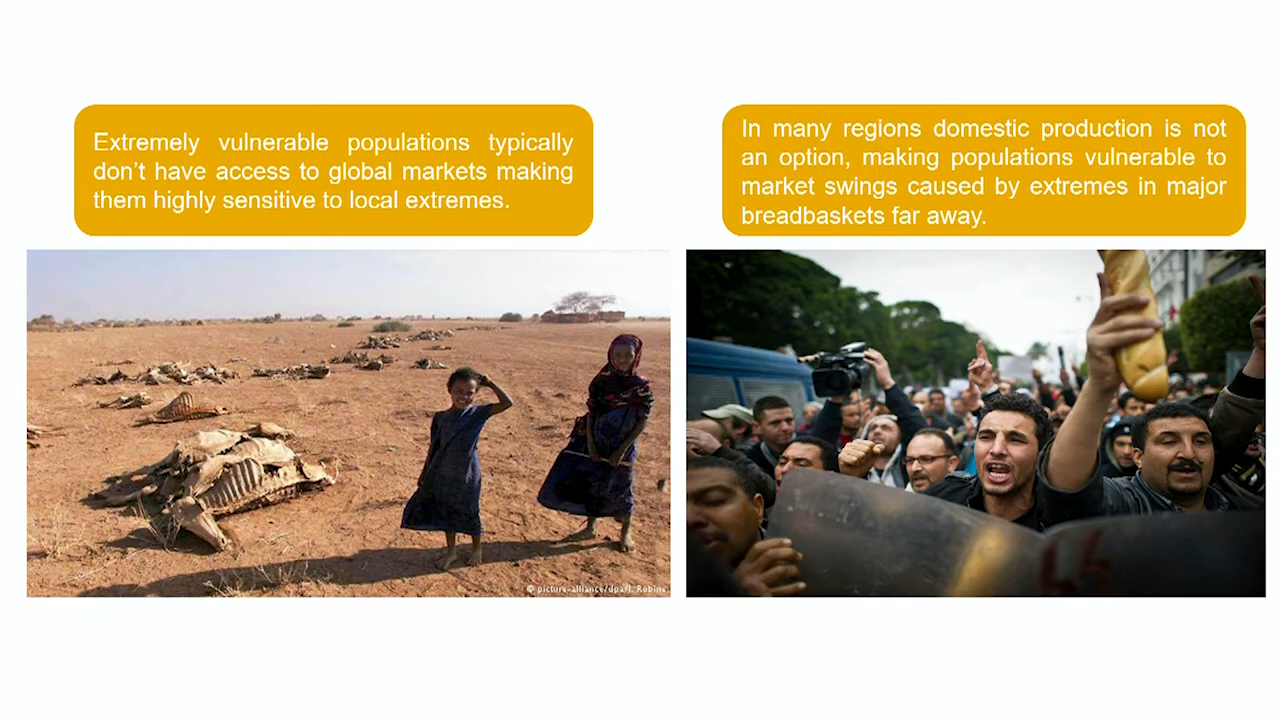 Extremely vulnerable populations typically
don't have access to global markets making
them highly sensitive to local extremes.
In many regions domestic production is not
an option, making populations vulnerable to
market swings caused by extremes in major
breadbaskets far away.
© picture-alliance/dpa/I. Robine